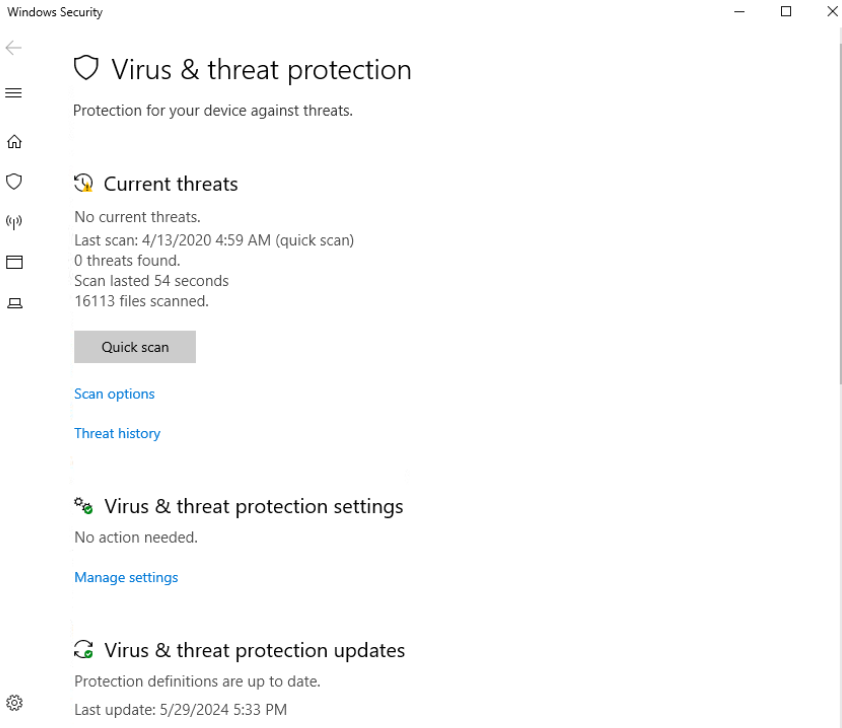 Windows Security
Virus & threat protection
Protection for your device against threats.
Current threats
No current threats.
Last scan: 4/13/2020 4:59 AM (quick scan)
0 threats found.
Scan lasted 54 seconds
16113 files scanned.
Quick scan
Scan options
Threat history
Virus & threat protection settings
No action needed.
Manage settings
Virus & threat protection updates
Protection definitions are up to date.
Last update: 5/29/2024 5:33 PM